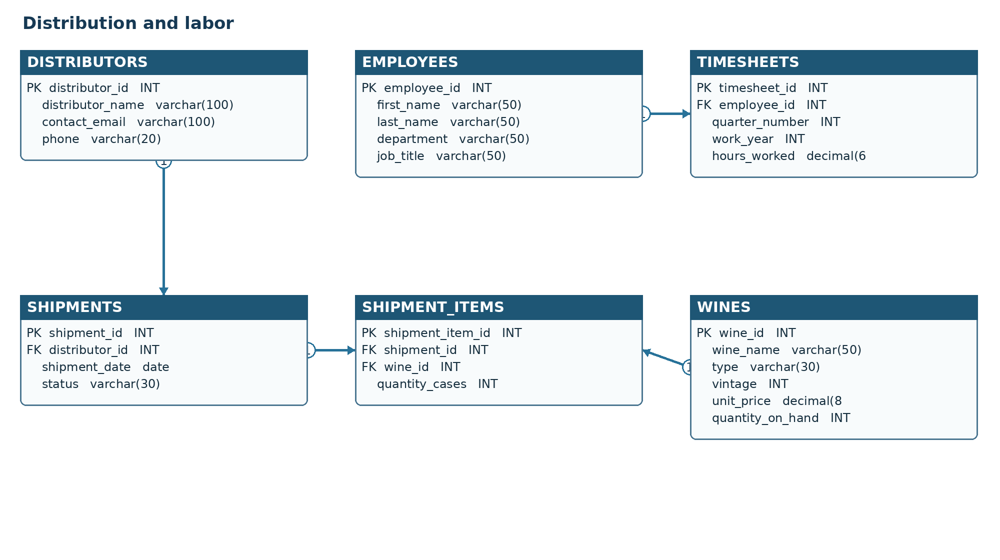 Distribution and labor
DISTRIBUTORS
PK distributor_id INT
distributor_name varchar(100)
contact_email varchar(100)
phone varchar(20)
1
EMPLOYEES
PK employee_id INT
first_name varchar(50)
last_name varchar(50)
department varchar(50)
job_title varchar(50)
TIMESHEETS
PK timesheet_id INT
FK employee_id INT
quarter_number INT
work_year INT
hours_worked decimal(6
SHIPMENTS
PK shipment_id INT
FK distributor_id INT
shipment_date date
status varchar(30)
SHIPMENT_ITEMS
PK shipment_item_id INT
FK shipment_id INT
FK wine_id INT
quantity_cases INT
1
WINES
PK wine_id INT
wine_name varchar(50)
type varchar(30)
vintage INT
unit_price decimal(8
quantity_on_hand INT